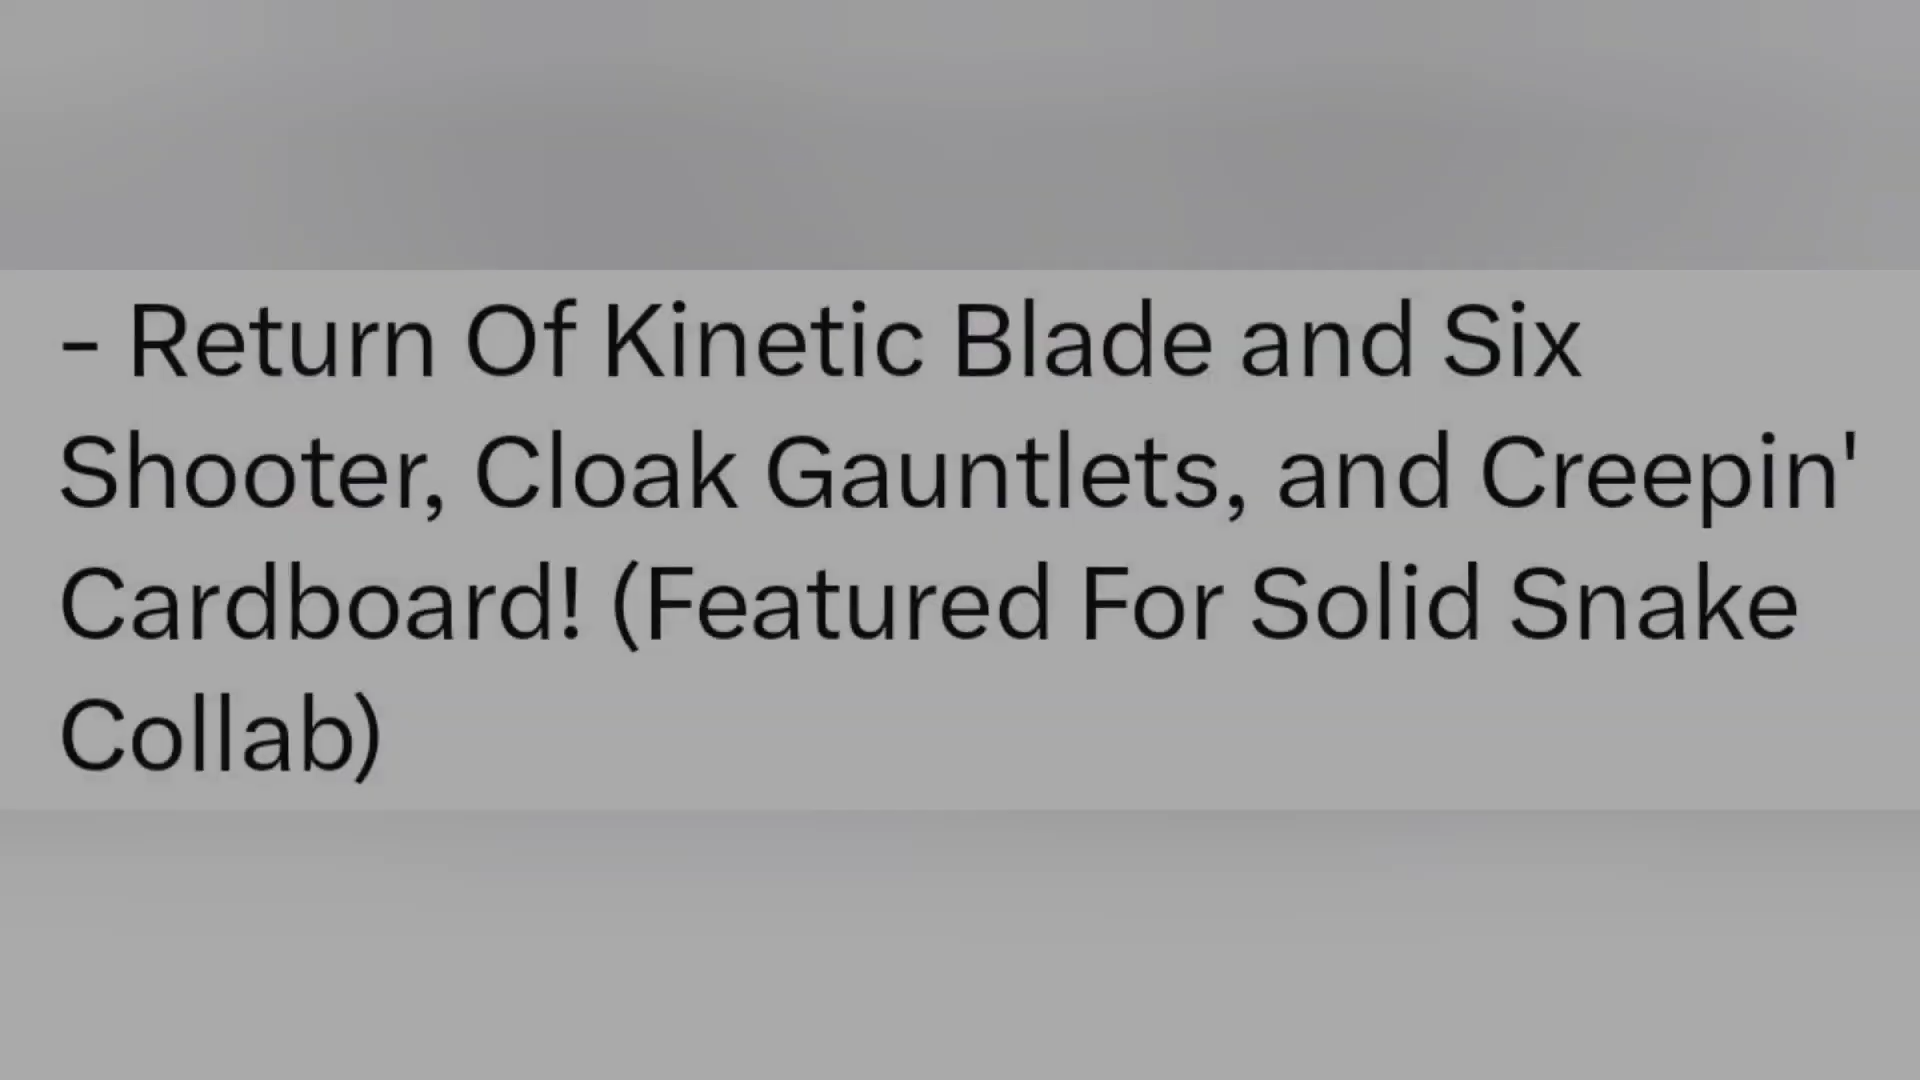 - Return Of Kinetic Blade and Six
Shooter, Cloak Gauntlets, and Creepin'
Cardboard! (Featured For Solid Snake
Collab)